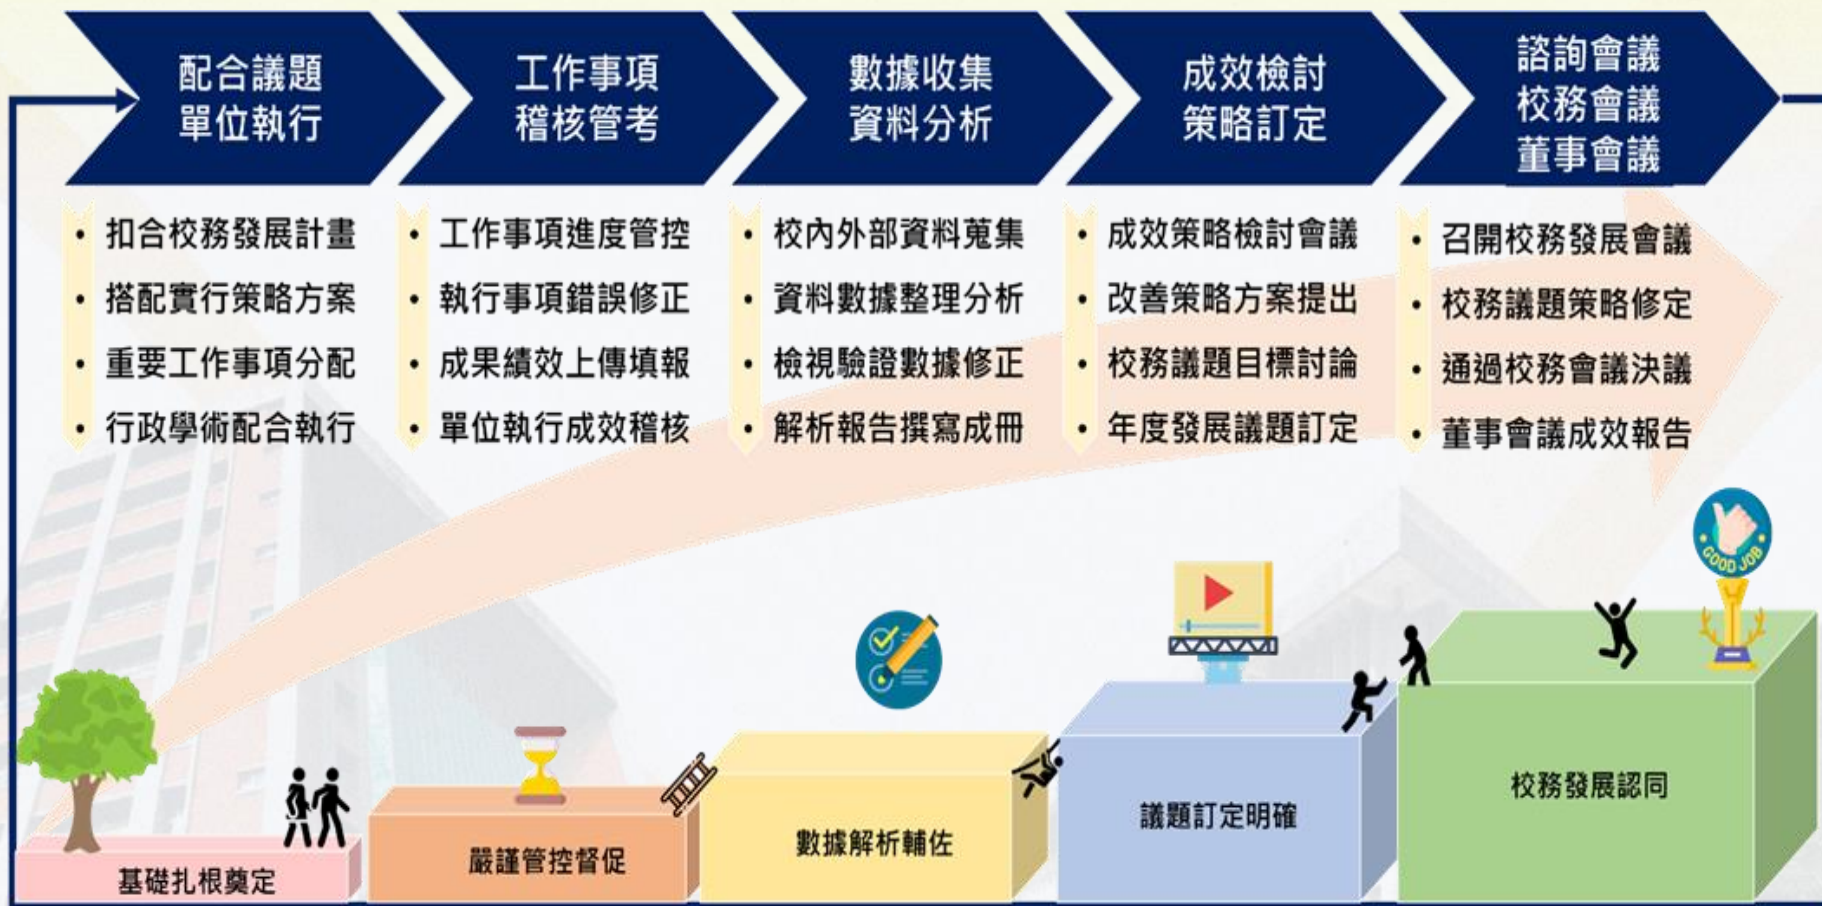 配合議題
單位執行
工作事項
稽核管考
數據收集
資料分析
成效檢討
策略訂定
諮詢會議
校務會議
董事會議
• 扣合校務發展計畫
• 搭配實行策略方案
• 重要工作事項分配
• 行政學術配合執行
• 工作事項進度管控
• 執行事項錯誤修正
• 成果績效上傳填報
• 單位執行成效稽核
• 校內外部資料蒐集
• 資料數據整理分析
• 檢視驗證數據修正
• 解析報告撰寫成冊
• 成效策略檢討會議
• 改善策略方案提出
• 校務議題目標討論
• 年度發展議題訂定
• 召開校務發展會議
• 校務議題策略修定
• 通過校務會議決議
• 董事會議成效報告
GOOD JOB
基礎扎根奠定
嚴謹管控督促
數據解析輔佐
議題訂定明確
校務發展認同